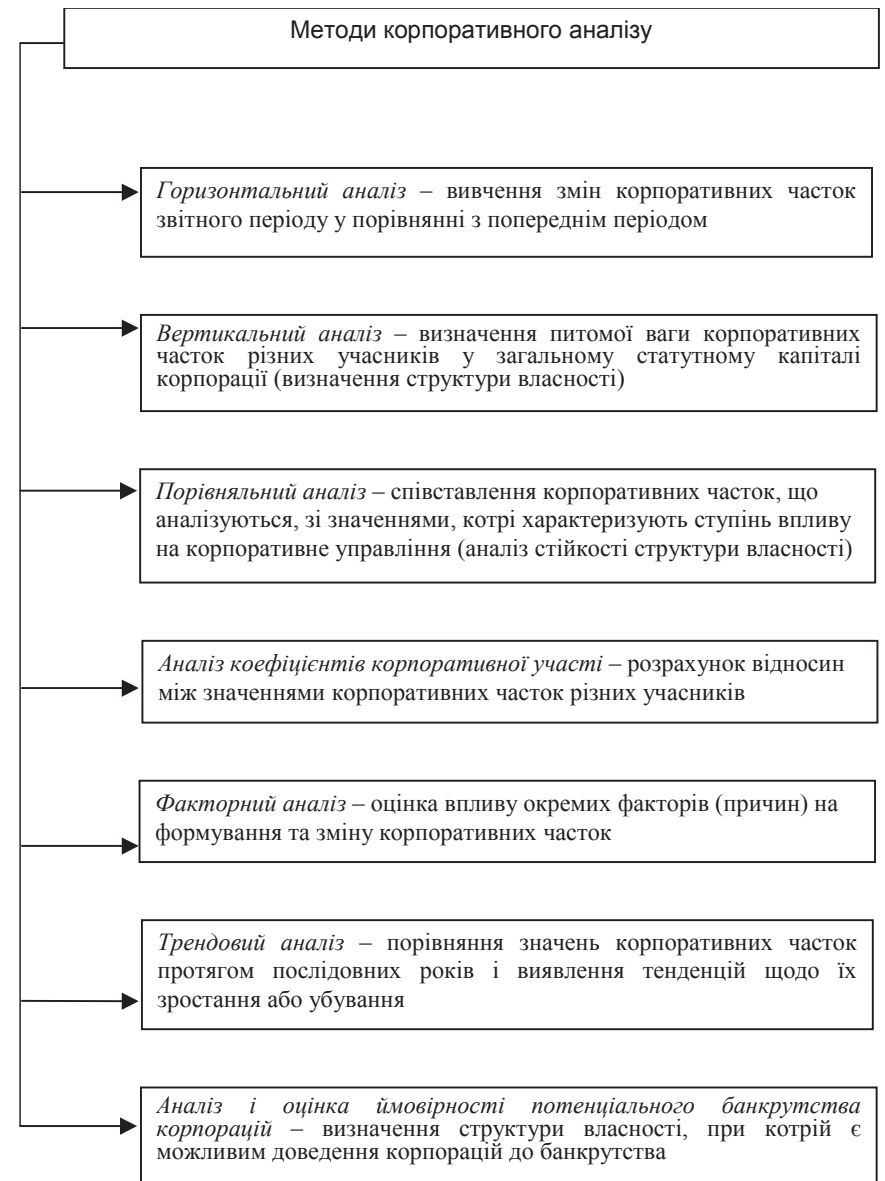 Методи корпоративного аналізу
Горизонтальний аналіз – вивчення змін корпоративних часток
звітного періоду у порівнянні з попереднім періодом
Вертикальний аналіз – визначення питомої ваги корпоративних
часток різних учасників у загальному статутному капіталі
корпорації (визначення структури власності)
Порівняльний аналіз – співставлення корпоративних часток, що
аналізуються, зі значеннями, котрі характеризують ступінь впливу
на корпоративне управління (аналіз стійкості структури власності)
Аналіз коефіцієнтів корпоративної участі – розрахунок відносин
між значеннями корпоративних часток різних учасників
Факторний аналіз – оцінка впливу окремих факторів (причин) на
формування та зміну корпоративних часток
Трендовий аналіз – порівняння значень корпоративних часток
протягом послідовних років і виявлення тенденцій щодо їх
зростання або убування
Аналіз і оцінка ймовірності потенціального банкрутства
корпорацій – визначення структури власності, при котрій є
можливим доведення корпорацій до банкрутства